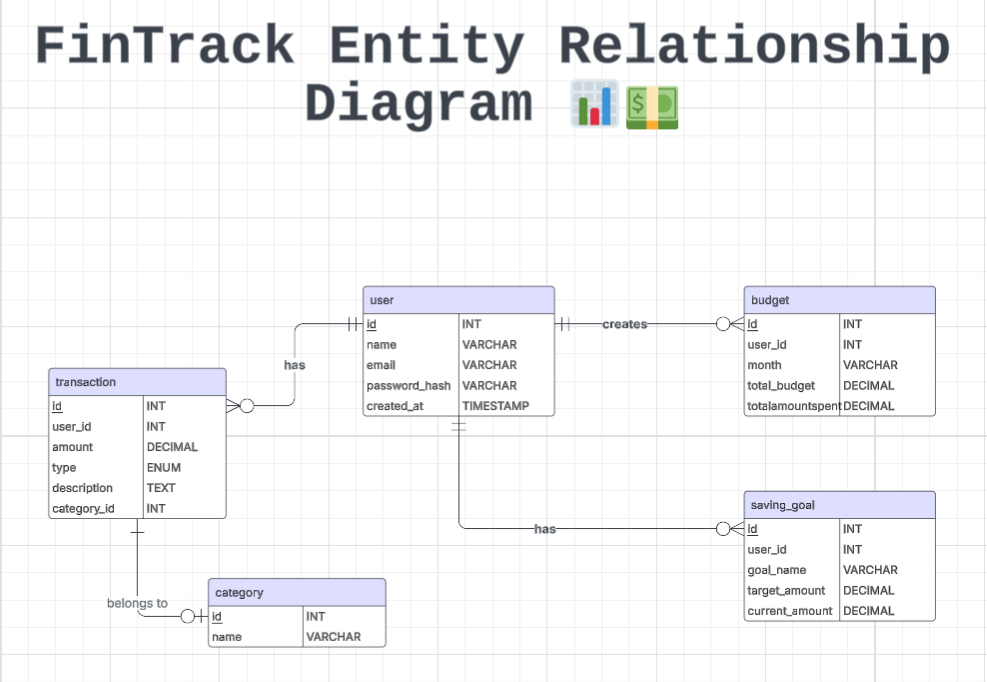 FinTrack Entity Relationship
Diagram 📊💵
user
id INT
name VARCHAR
email VARCHAR
password_hash VARCHAR
created_at TIMESTAMP
creates
budget
id INT
user_id INT
month VARCHAR
total_budget DECIMAL
totalamountspent DECIMAL
has
transaction
id INT
user_id INT
amount DECIMAL
type ENUM
description TEXT
category_id INT
has
saving_goal
id INT
user_id INT
goal_name VARCHAR
target_amount DECIMAL
current_amount DECIMAL
belongs to
category
id INT
name VARCHAR